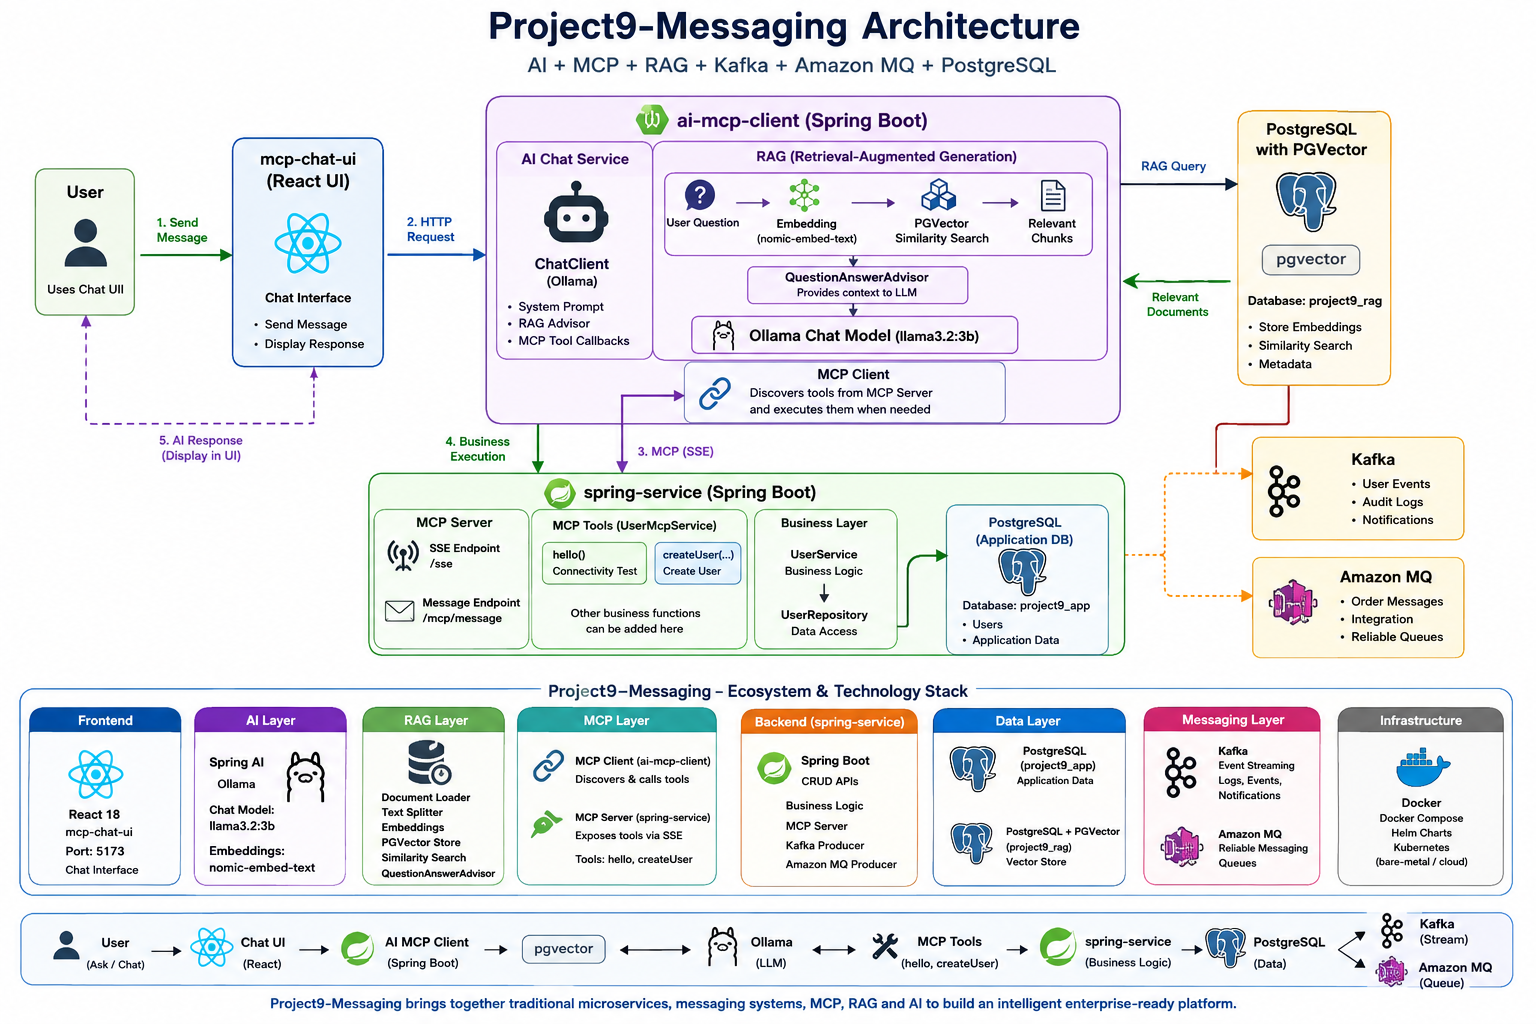 Project9-Messaging Architecture
AI + MCP + RAG + Kafka + Amazon MQ + PostgreSQL
User
Uses Chat UII
1. Send
Message
mcp-chat-ui
(React UI)
Chat Interface
• Send Message
• Display Response
2. HTTP
Request
5. AI Response
(Display in UI)
ai-mcp-client (Spring Boot)
AI Chat Service
ChatClient
(Ollama)
• System Prompt
• RAG Advisor
• MCP Tool Callbacks
RAG (Retrieval-Augmented Generation)
User Question
Embedding
(nomic-embed-text)
PGVector
Similarity Search
Relevant
Chunks
QuestionAnswerAdvisor
Provides context to LLM
Ollama Chat Model (llama3.2:3b)
MCP Client
Discovers tools from MCP Server
and executes them when needed
RAG Query
Relevant
Documents
PostgreSQL
with PGVector
pgvector
Database: project9_rag
• Store Embeddings
• Similarity Search
• Metadata
4. Business
Execution
3. MCP (SSE)
spring-service (Spring Boot)
MCP Server
SSE Endpoint
/sse
Message Endpoint
/mcp/message
MCP Tools (UserMcpService)
hello()
Connectivity Test
createUser(...)
Create User
Other business functions
can be added here
Business Layer
UserService
Business Logic
UserRepository
Data Access
PostgreSQL
(Application DB)
Database: project9_app
• Users
• Application Data
Kafka
• User Events
• Audit Logs
• Notifications
Amazon MQ
• Order Messages
• Integration
• Reliable Queues
Project9-Messaging - Ecosystem & Technology Stack
Frontend
React 18
mcp-chat-ui
Port: 5173
Chat Interface
AI Layer
Spring AI
Ollama
Chat Model:
llama3.2:3b
Embeddings:
nomic-embed-text
RAG Layer
Document Loader
Text Splitter
Embeddings
PGVector Store
Similarity Search
QuestionAnswerAdvisor
MCP Layer
MCP Client (ai-mcp-client)
Discovers & calls tools
MCP Server (spring-service)
Exposes tools via SSE
Tools: hello, createUser
Backend (spring-service)
Spring Boot
CRUD APIs
Business Logic
MCP Server
Kafka Producer
Amazon MQ Producer
Data Layer
PostgreSQL
(project9_app)
Application Data
PostgreSQL + PGVector
(project9_rag)
Vector Store
Messaging Layer
Kafka
Event Streaming
Logs, Events,
Notifications
Amazon MQ
Reliable Messaging
Queues
Infrastructure
Docker
Docker Compose
Helm Charts
Kubernetes
(bare-metal / cloud)
User
(Ask / Chat)
Chat UI
(React)
AI MCP Client
(Spring Boot)
pgvector
Ollama
(LLM)
MCP Tools
(hello, createUser)
spring-service
(Business Logic)
PostgreSQL
(Data)
Kafka
(Stream)
Amazon MQ
(Queue)
Project9-Messaging brings together traditional microservices, messaging systems, MCP, RAG and AI to build an intelligent enterprise-ready platform.